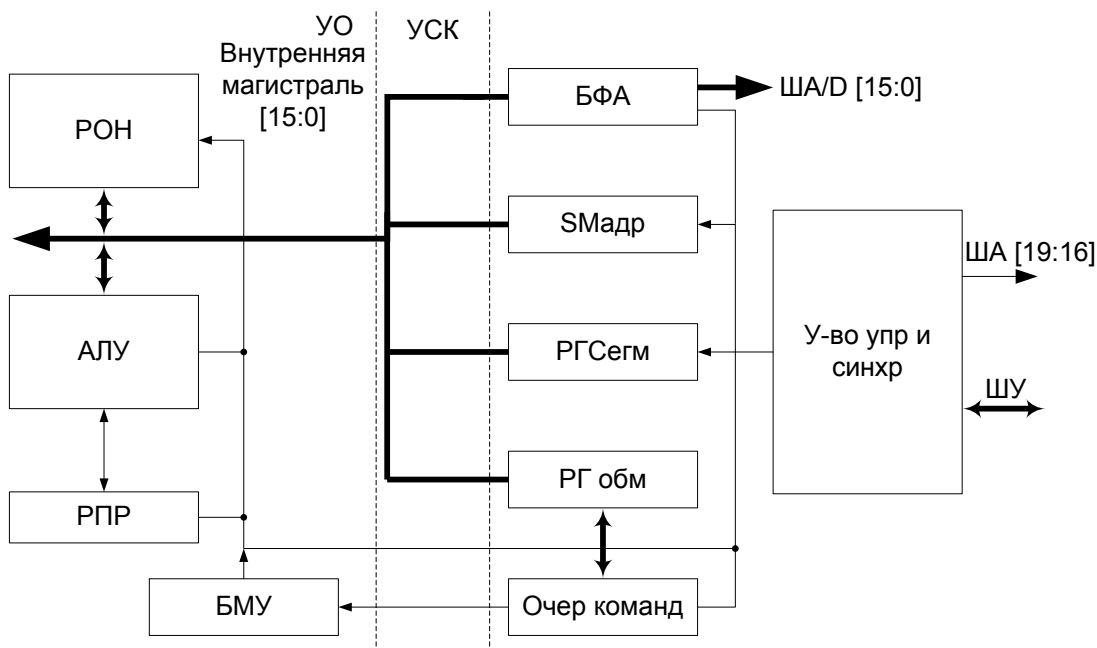 УО
УСК
Внутренняя
магистраль
[15:0]
РОН
БФА
ША/D [15:0]
SMадр
ША [19:16]
АЛУ
РГСегм
У-во упр и
синхр
ШУ
РГ обм
РПР
БМУ
Очер команд